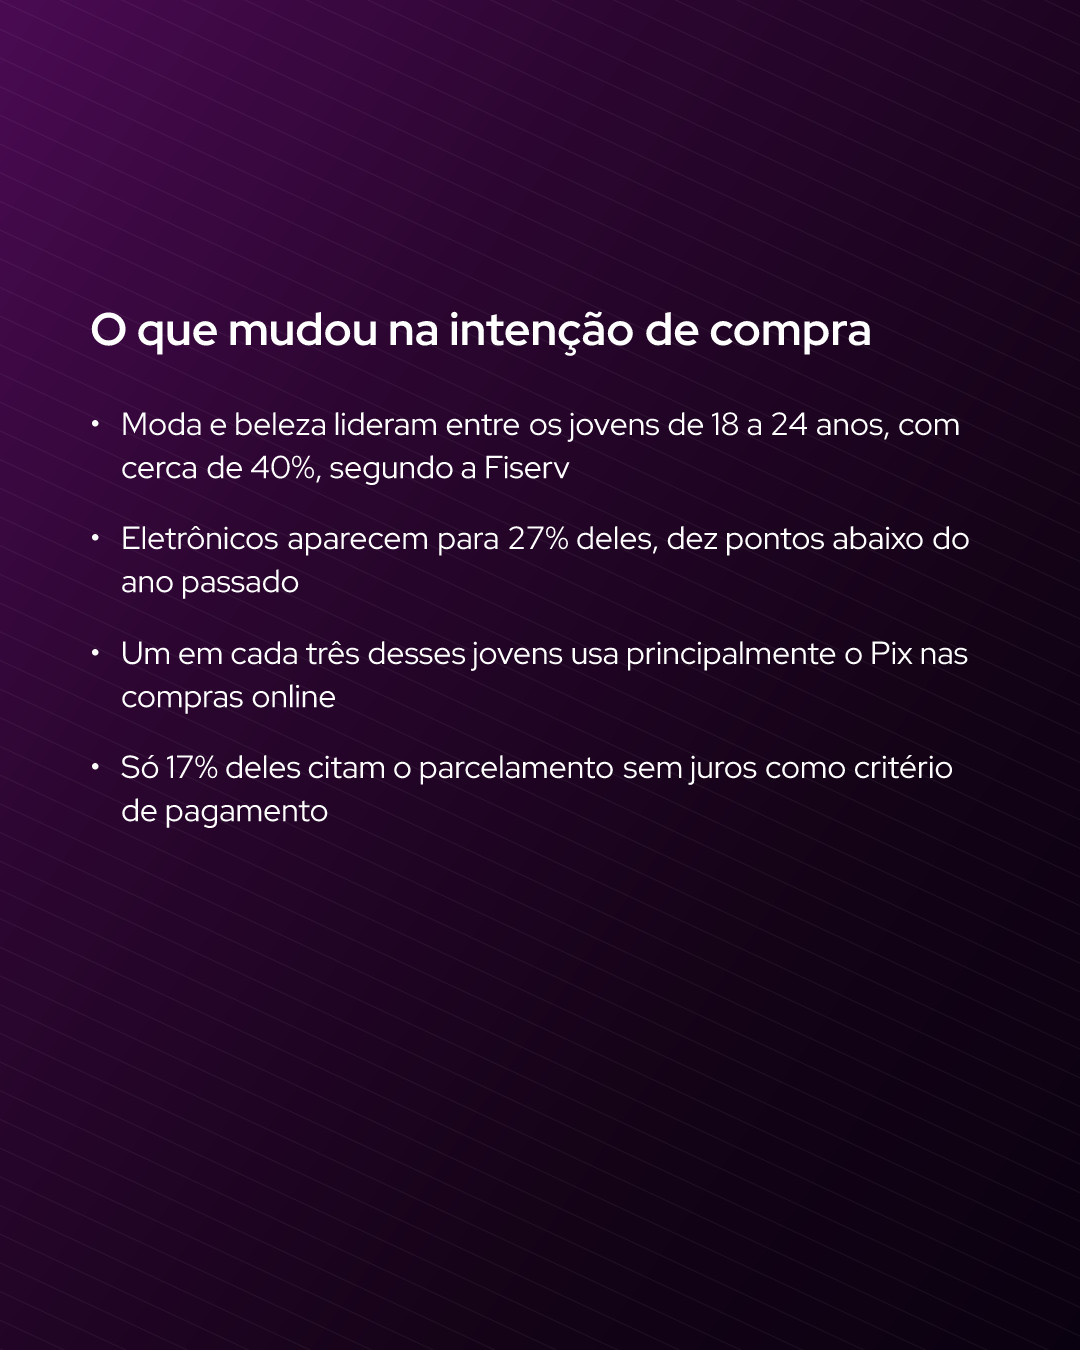 O que mudou na intenção de compra
• Moda e beleza lideram entre os jovens de 18 a 24 anos, com
cerca de 40%, segundo a Fiserv
• Eletrônicos aparecem para 27% deles, dez pontos abaixo do
ano passado
• Um em cada três desses jovens usa principalmente o Pix nas
compras online
• Só 17% deles citam o parcelamento sem juros como critério
de pagamento